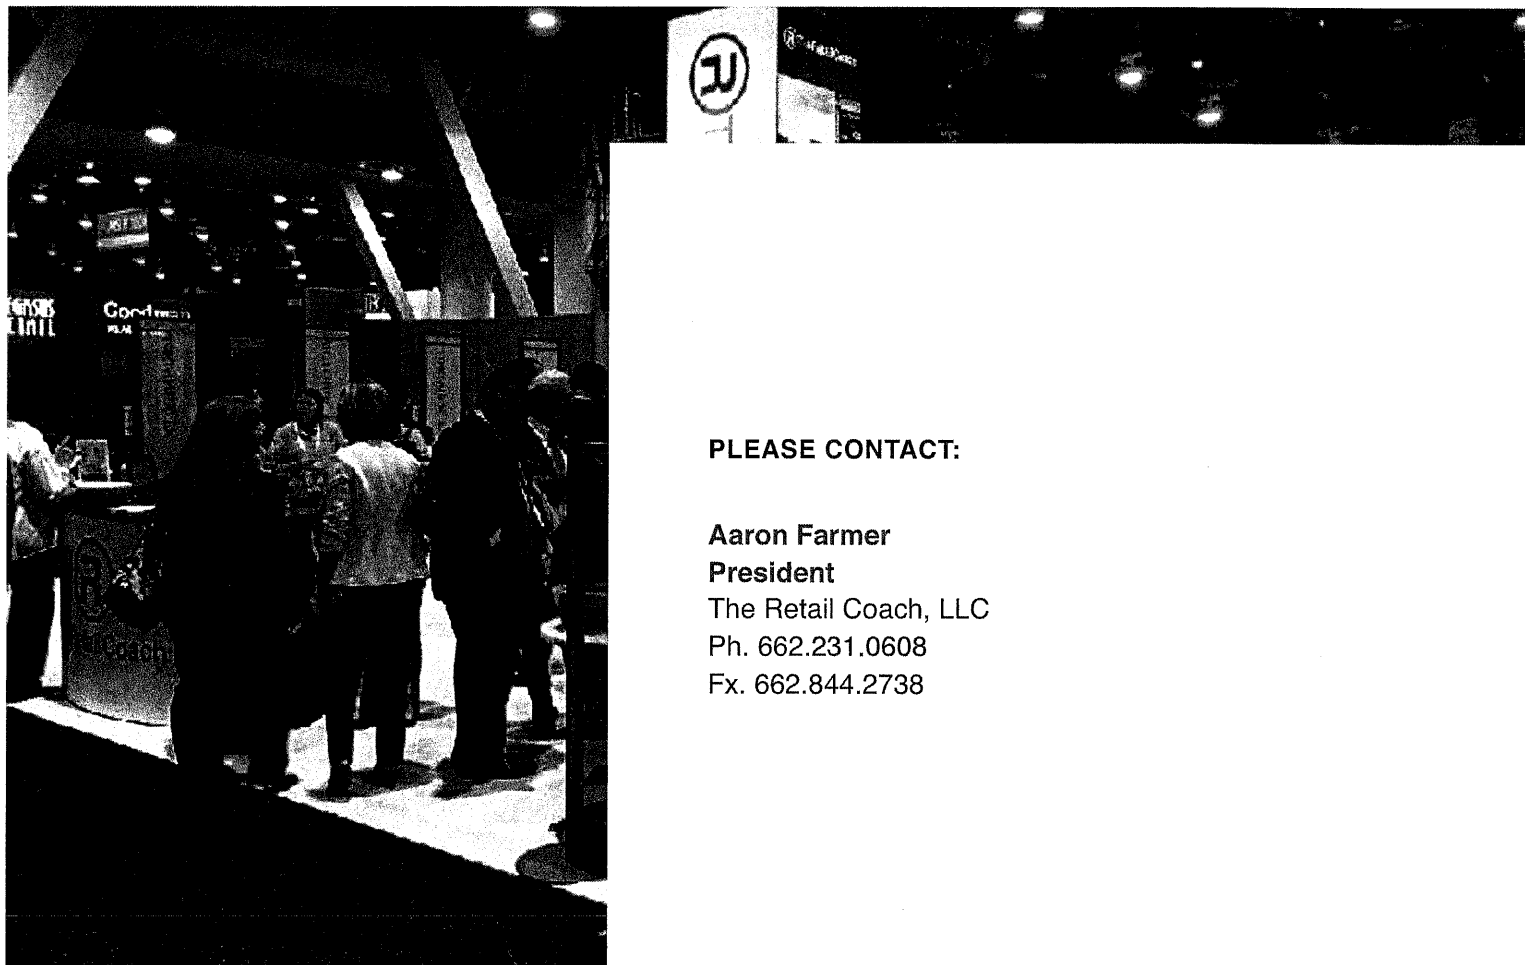 R
PLEASE CONTACT:
Aaron Farmer
President
The Retail Coach, LLC
Ph. 662.231.0608
Fx. 662.844.2738